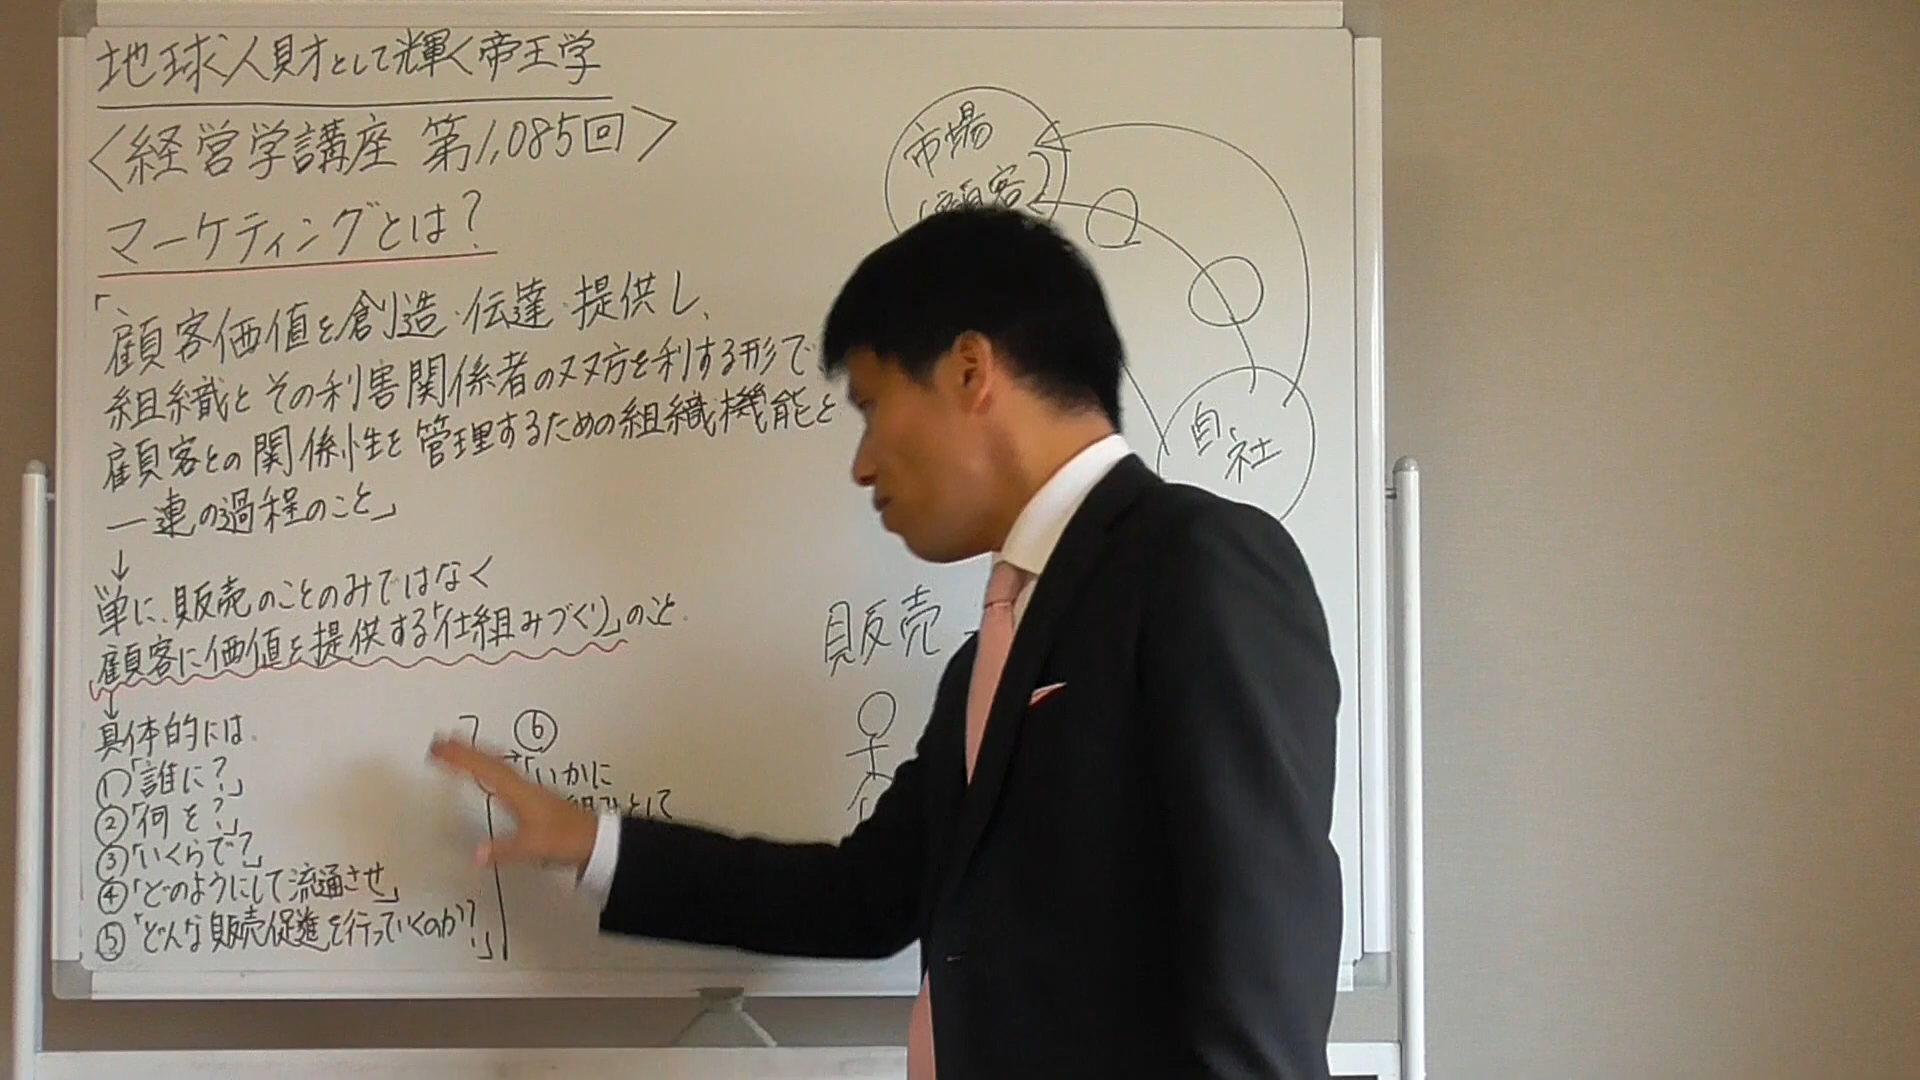 地球人財として輝く帝王学
<経営学講座 第1,085回>
マーケティングとは?
「顧客価値を創造・伝達・提供し、
組織とその利害関係者の双方を利する形で
顧客との関係性を管理するための組織機能と
一連の過程のこと」
↓
単に、販売のことのみではなく
顧客に価値を提供する「仕組みづくり」のこと.
↓
具体的には.
①「誰に?」
②「何を?」
③「いくらで?」
④「どのようにして流通させ」
⑤「どんな販売促進を行っていくのか?」
⑥
→「いかに
組みとして
市場
(顧客)
自社
販売